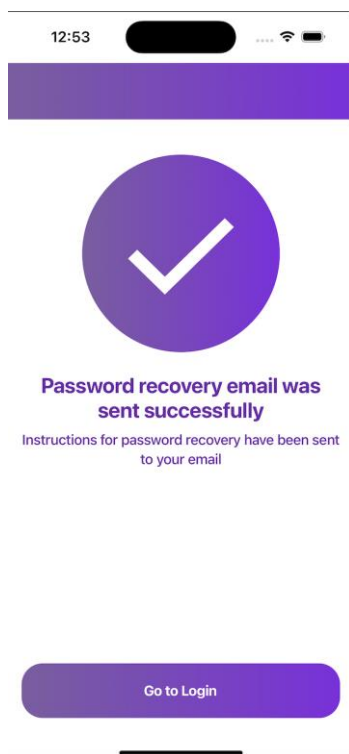 12:53
Password recovery email was
sent successfully
Instructions for password recovery have been sent
to your email
Go to Login